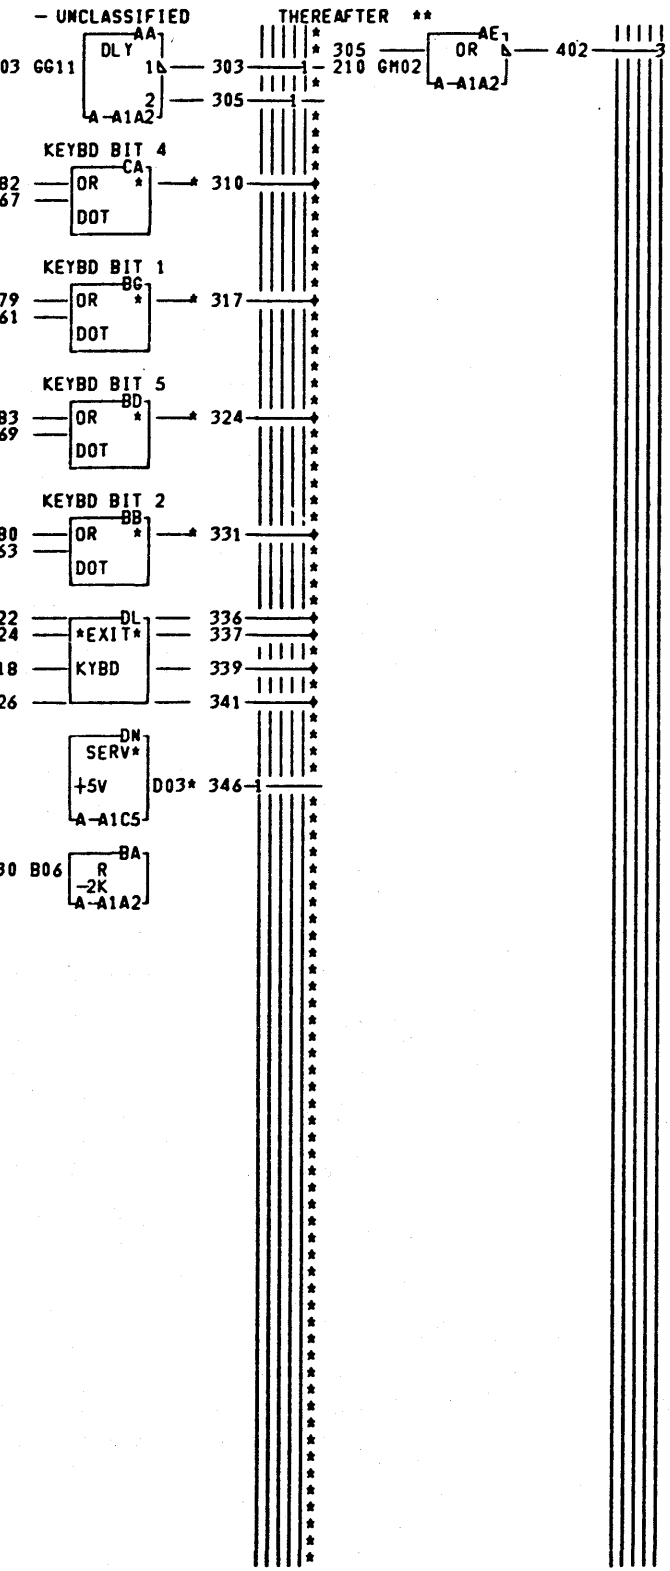 - UNCLASSIFIED THEREAFTER **
AA AE
DLY 305 OR 402 3
03 GG11 1 303 1 210 GM02
A-A1A2
2 305 1
A-A1A2
KEYBD BIT 4
CA
82 OR * * 310
67
DOT
KEYBD BIT 1
BG
79 OR * * 317
61
DOT
KEYBD BIT 5
BD
83 OR * * 324
69
DOT
KEYBD BIT 2
BB
80 OR * * 331
63
DOT
22 DL 336
24 *EXIT* 337
18 KYBD 339
26 341
DN
SERV*
+5V D03* 346 1
A-A1C5
BA
30 B06 R
-2K
A-A1A2